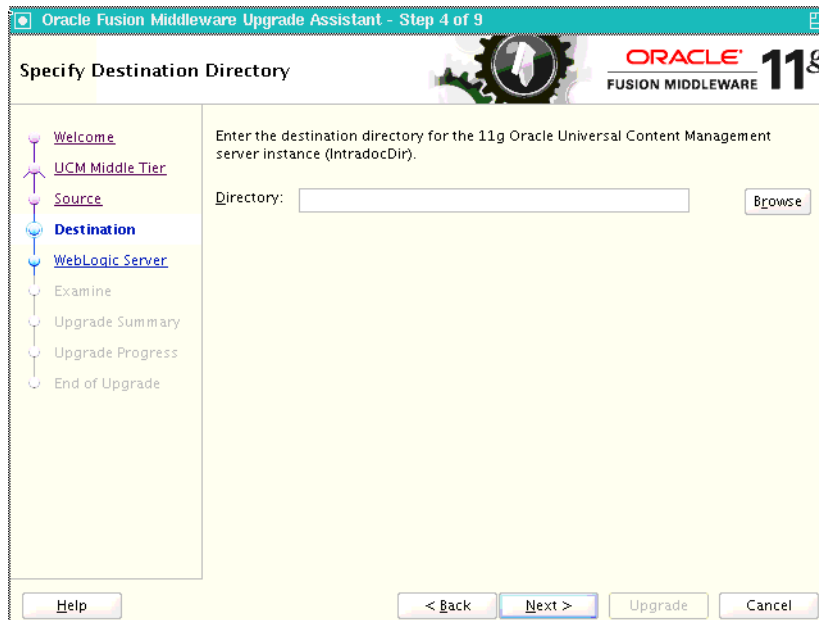 Oracle Fusion Middleware Upgrade Assistant - Step 4 of 9
Specify Destination Directory
ORACLE
FUSION MIDDLEWARE
11g
Welcome
UCM Middle Tier
Source
Destination
WebLogic Server
Examine
Upgrade Summary
Upgrade Progress
End of Upgrade
Enter the destination directory for the 11g Oracle Universal Content Management
server instance (IntradocDir).
Directory:
Browse
Help
< Back
Next >
Upgrade
Cancel